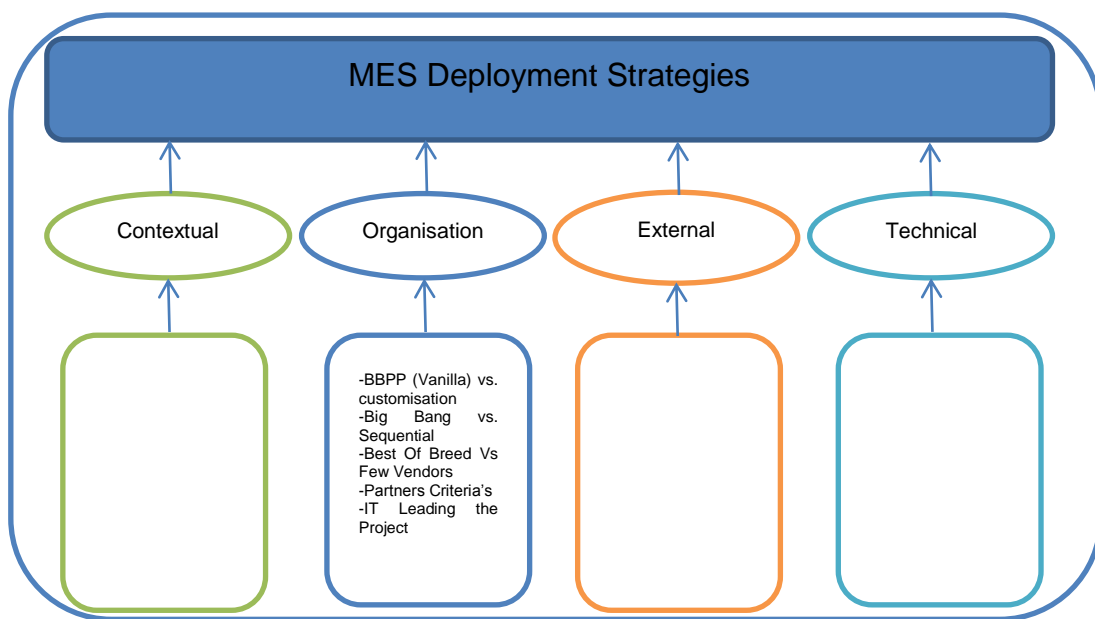 MES Deployment Strategies
Contextual
Organisation
External
Technical
-BBPP (Vanilla) vs.
customisation
-Big Bang vs.
Sequential
-Best Of Breed Vs
Few Vendors
-Partners Criteria's
-IT Leading the
Project